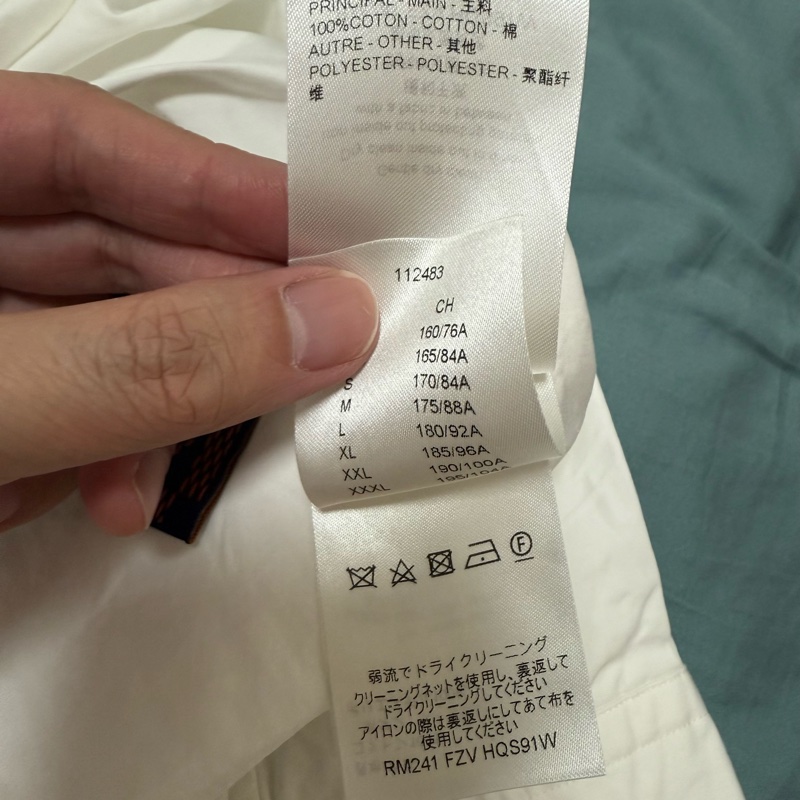 PRINCIPAL - MAIN - 主料
100%COTON - COTTON - 棉
AUTRE - OTHER - 其他
POLYESTER - POLYESTER - 聚酯纤
维
112483
CH
160/76A
165/84A
S 170/84A
M 175/88A
L 180/92A
XL 185/96A
XXL 190/100A
XXXL 195/104A
F
弱流でドライクリーニング
クリーニングネットを使用し、裏返して
ドライクリーニングしてください
アイロンの際は裏返しにしてあて布を
使用してください
RM241 FZV HQS91W